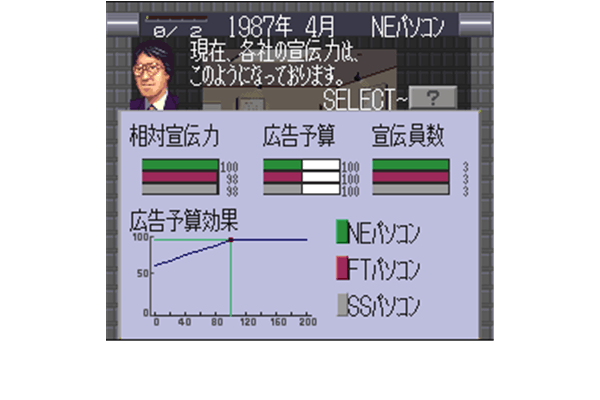 0/ 2 1987年 4月 NEパソコン
現在、各社の宣伝力は、
このようになっております。
SELECT~ ?
相対宣伝力 広告予算 宣伝員数
100 100 3
98 100 3
98 100 3
広告予算効果
100
50
0
0 40 80 120 160 200
NEパソコン
FTパソコン
SSパソコン